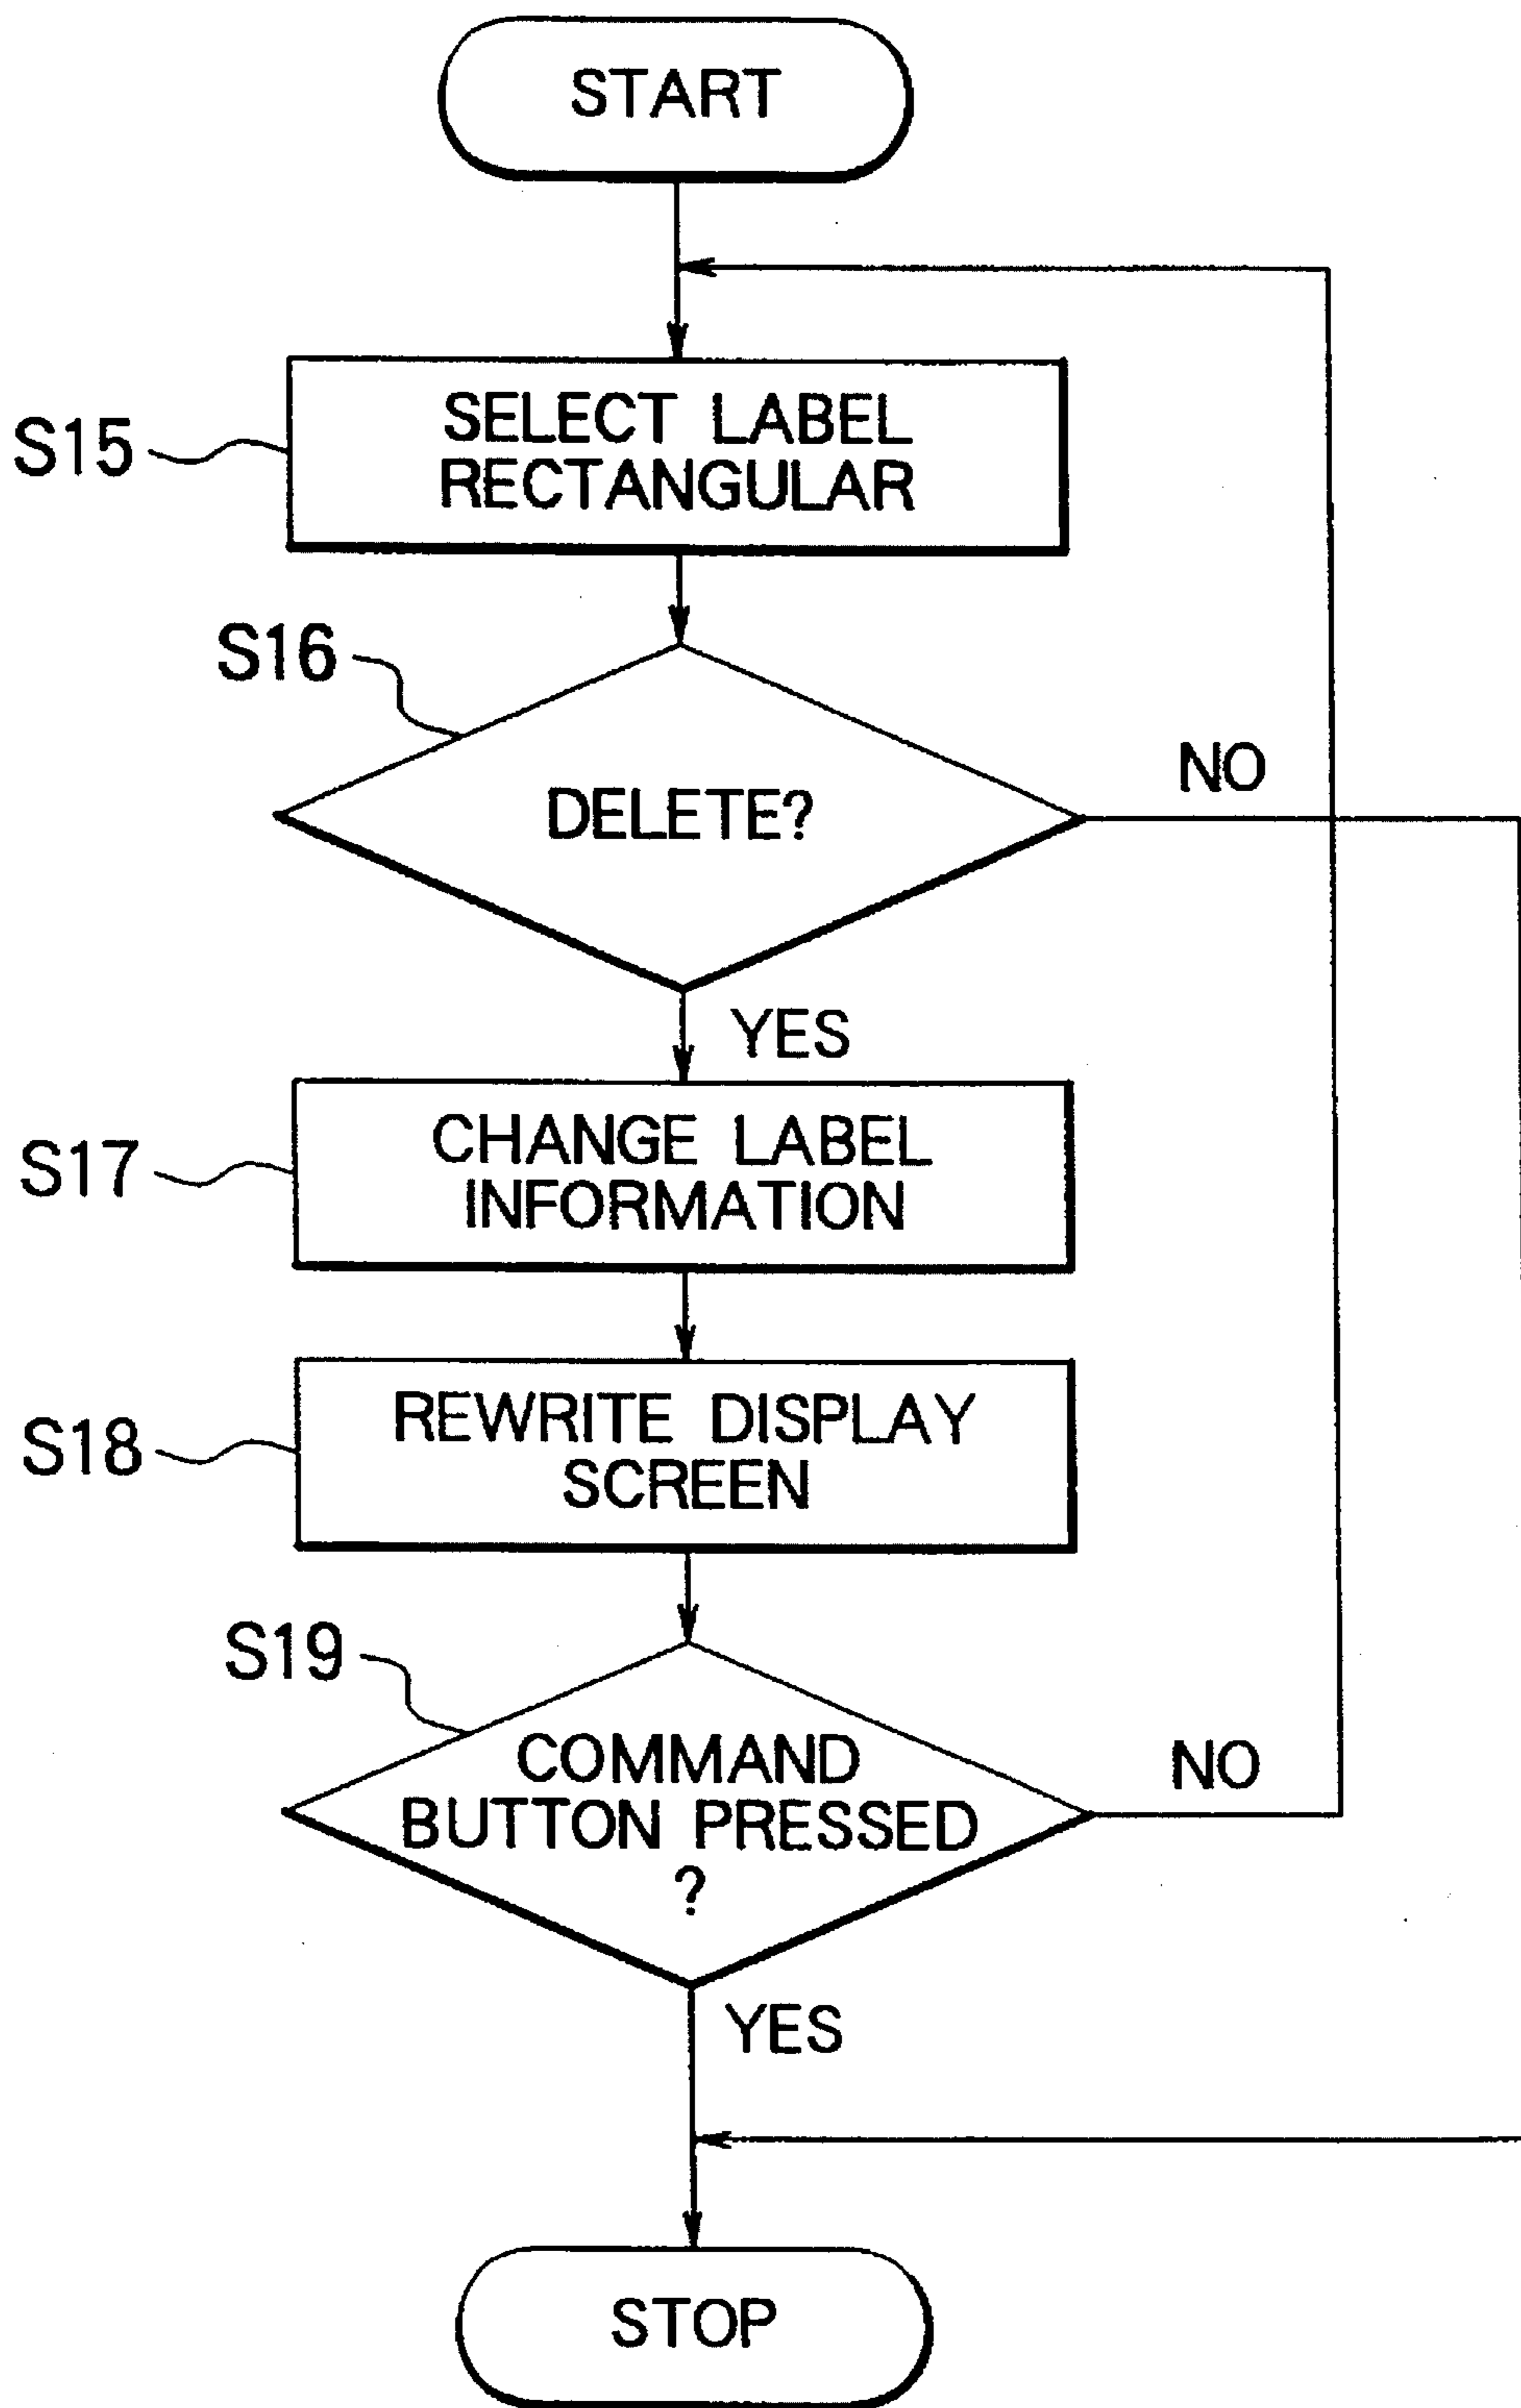 START
S15
SELECT LABEL
RECTANGULAR
S16
DELETE?
NO
YES
S17
CHANGE LABEL
INFORMATION
S18
REWRITE DISPLAY
SCREEN
S19
COMMAND
BUTTON PRESSED
?
NO
YES
STOP